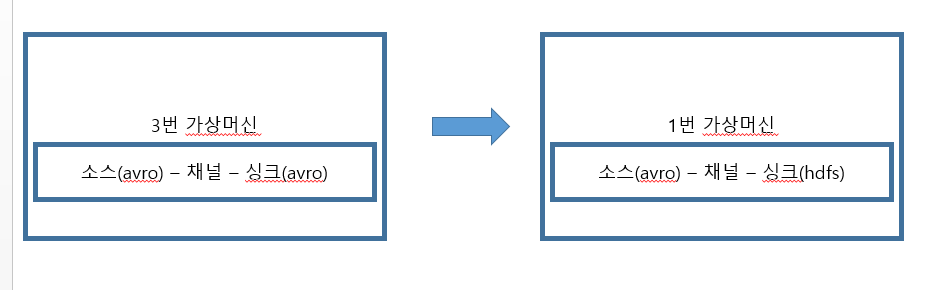 3번 가상머신
소스(avro) – 채널 – 싱크(avro)
1번 가상머신
소스(avro) – 채널 – 싱크(hdfs)